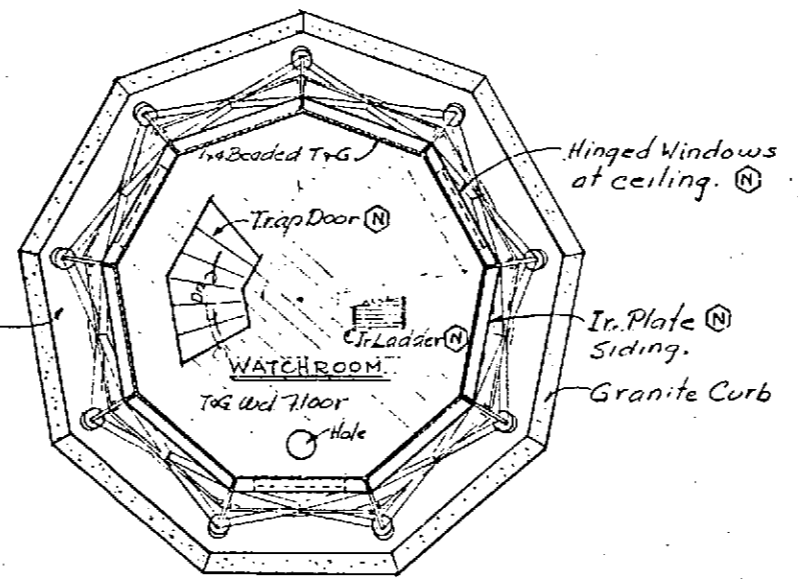 1x4 Beaded T&G
Hinged Windows
at ceiling. N
Trap Door N
Dn
Ir. Ladder N
Ir. Plate N
Siding.
WATCHROOM
T&G Wd Floor
Granite Curb
Hole